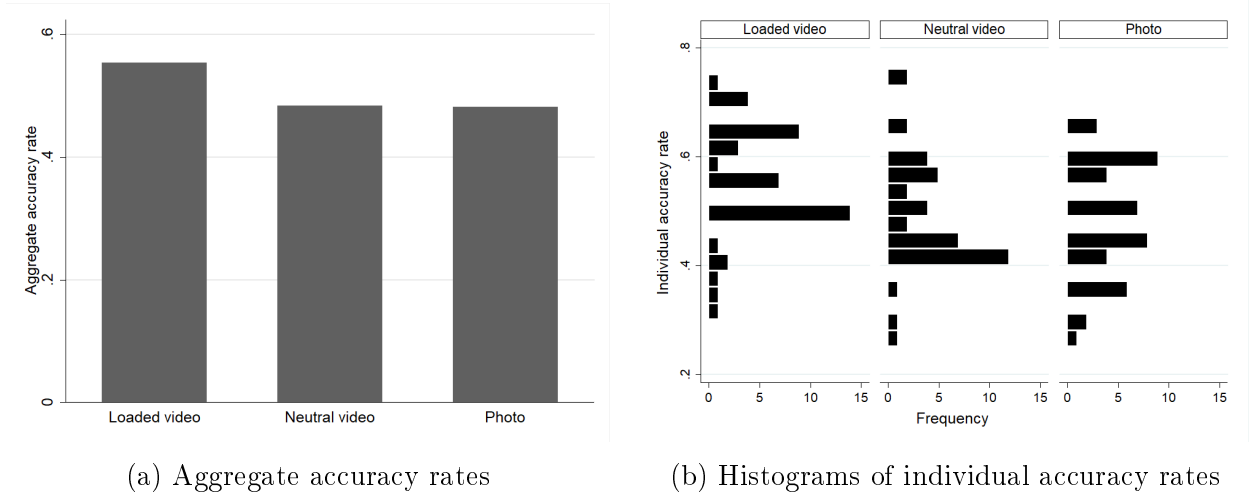 Aggregate accuracy rate
.6
.4
.2
0
Loaded video Neutral video Photo
(a) Aggregate accuracy rates
Loaded video Neutral video Photo
Individual accuracy rate
.8
.6
.4
.2
0 5 10 15 0 5 10 15 0 5 10 15
Frequency
(b) Histograms of individual accuracy rates